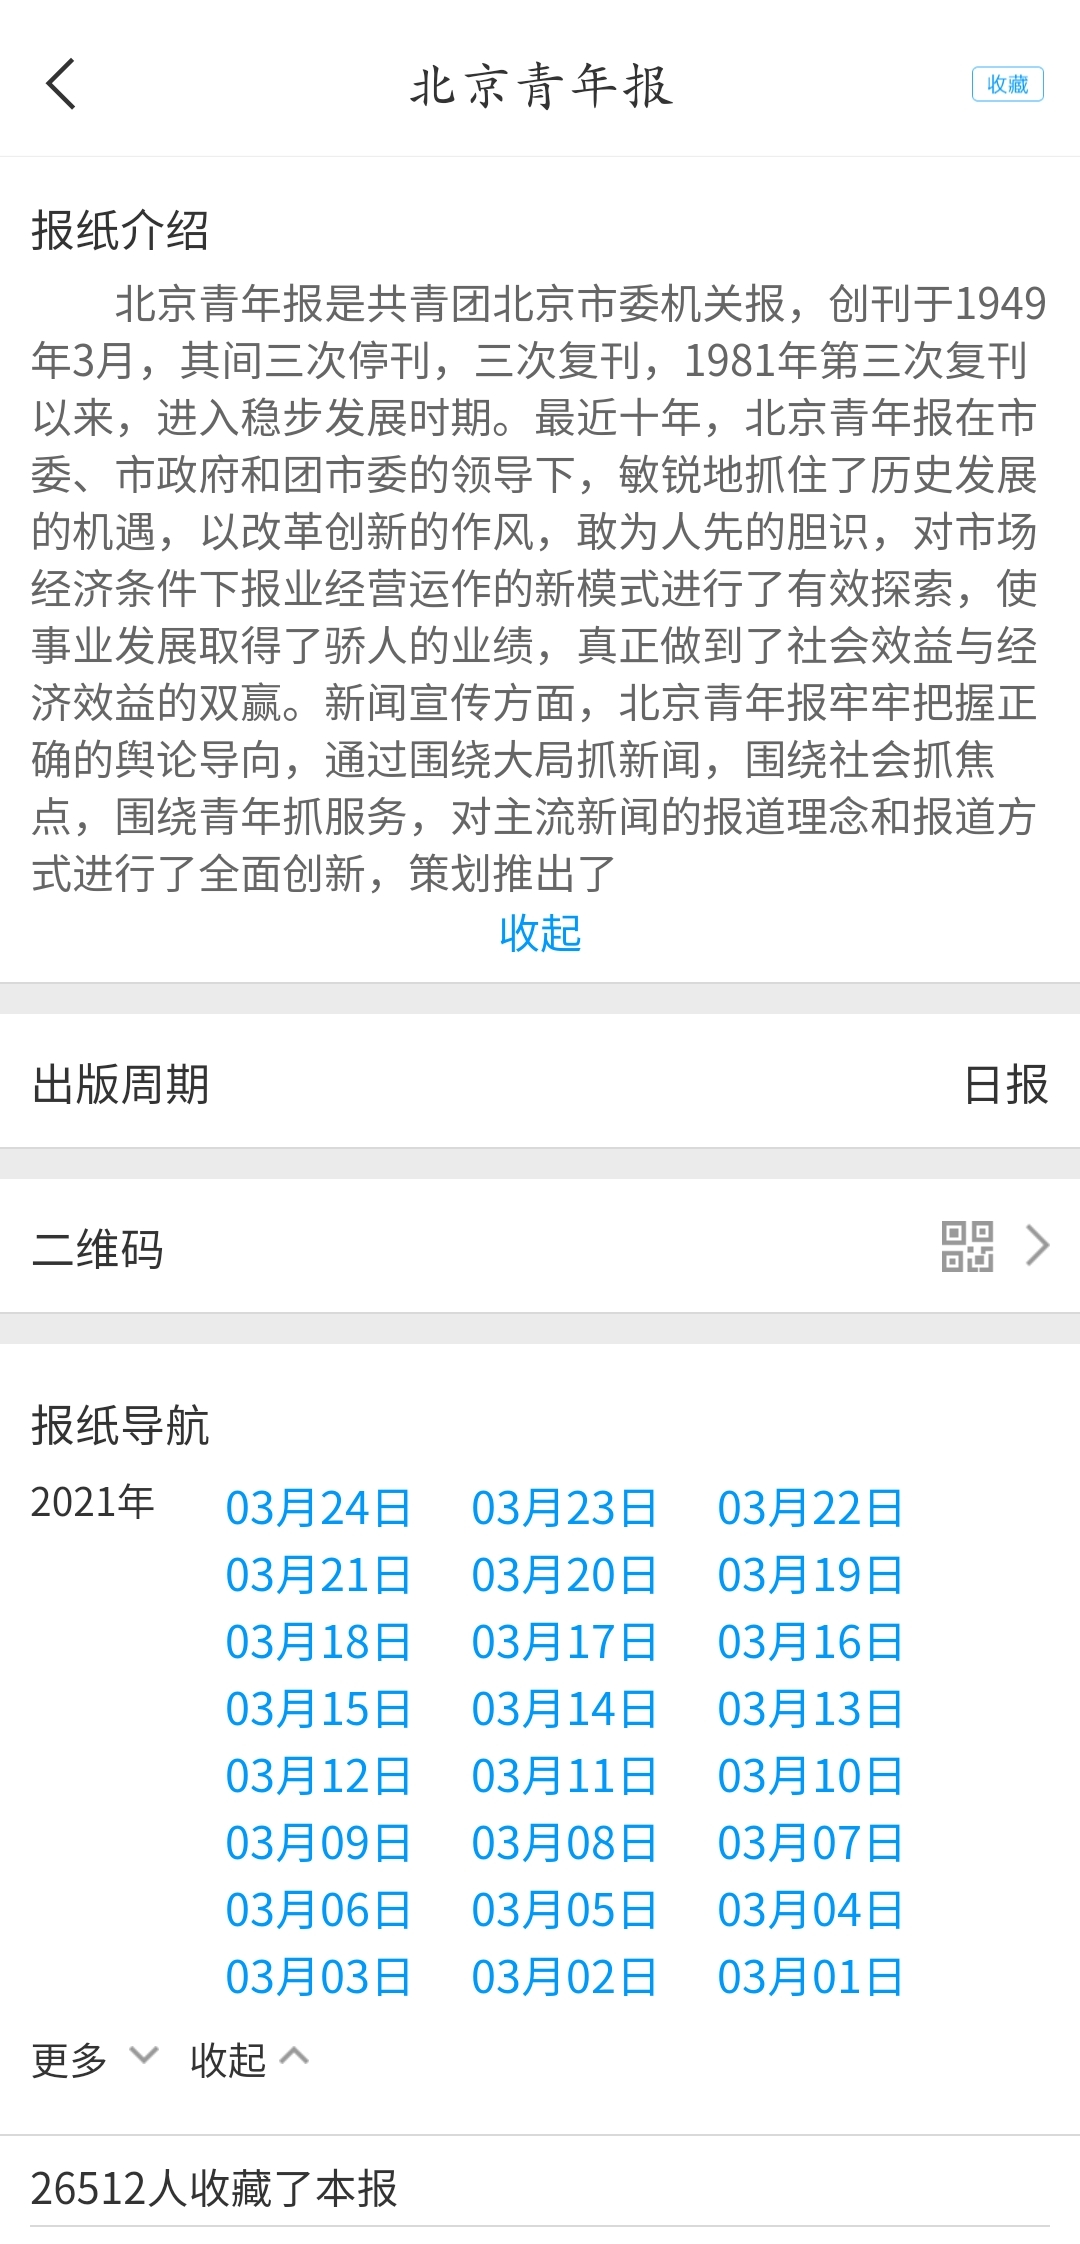 北京青年报
收藏
报纸介绍
北京青年报是共青团北京市委机关报，创刊于1949
年3月，其间三次停刊，三次复刊，1981年第三次复刊
以来，进入稳步发展时期。最近十年，北京青年报在市
委、市政府和团市委的领导下，敏锐地抓住了历史发展
的机遇，以改革创新的作风，敢为人先的胆识，对市场
经济条件下报业经营运作的新模式进行了有效探索，使
事业发展取得了骄人的业绩，真正做到了社会效益与经
济效益的双赢。新闻宣传方面，北京青年报牢牢把握正
确的舆论导向，通过围绕大局抓新闻，围绕社会抓焦
点，围绕青年抓服务，对主流新闻的报道理念和报道方
式进行了全面创新，策划推出了
收起
出版周期 日报
二维码
报纸导航
2021年 03月24日 03月23日 03月22日
03月21日 03月20日 03月19日
03月18日 03月17日 03月16日
03月15日 03月14日 03月13日
03月12日 03月11日 03月10日
03月09日 03月08日 03月07日
03月06日 03月05日 03月04日
03月03日 03月02日 03月01日
更多 收起
26512人收藏了本报